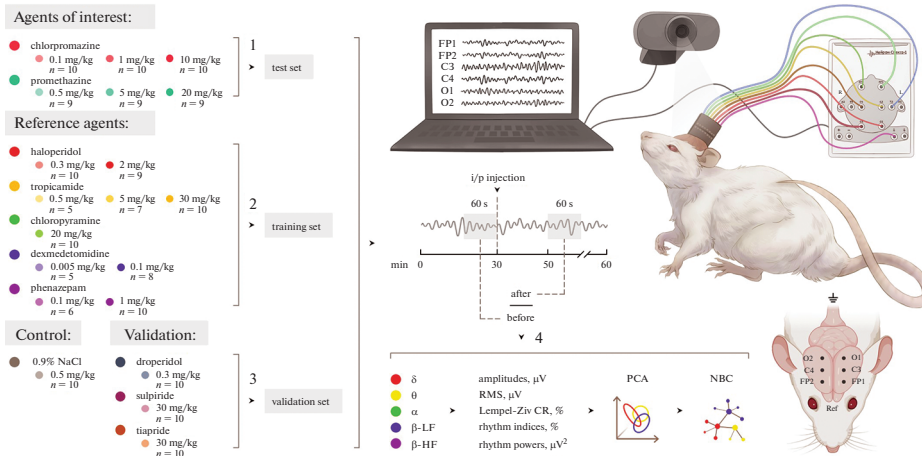 Agents of interest:
chlorpromazine
0.1 mg/kg 1 mg/kg 10 mg/kg
n = 10 n = 10 n = 10
promethazine
0.5 mg/kg 5 mg/kg 20 mg/kg
n = 9 n = 9 n = 9
1
test set
Reference agents:
haloperidol
0.3 mg/kg 2 mg/kg
n = 10 n = 9
tropicamide
0.5 mg/kg 5 mg/kg 30 mg/kg
n = 5 n = 7 n = 10
chloropyramine
20 mg/kg
n = 10
dexmedetomidine
0.005 mg/kg 0.1 mg/kg
n = 5 n = 8
phenazepam
0.1 mg/kg 1 mg/kg
n = 6 n = 10
2
training set
Control:
0.9% NaCl
0.5 mg/kg
n = 10
Validation:
droperidol
0.3 mg/kg
n = 10
sulpiride
30 mg/kg
n = 10
tiapride
30 mg/kg
n = 10
3
validation set
FP1
FP2
C3
C4
O1
O2
R
L
i/p injection
60 s 60 s
min 0 30 50 60
after
before
4
δ amplitudes, μV
θ RMS, μV
α Lempel-Ziv CR, %
β-LF rhythm indices, %
β-HF rhythm powers, μV²
PCA
NBC
O2 O1
C4 C3
FP2 FP1
Ref